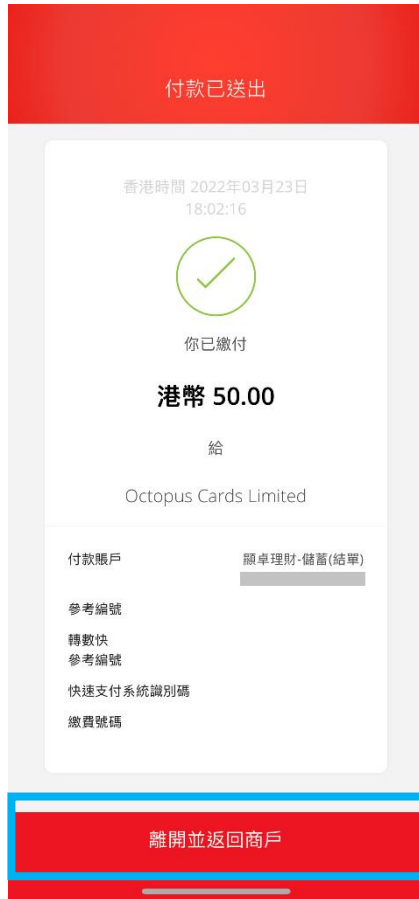 付款已送出
香港時間 2022年03月23日
18:02:16
你已繳付
港幣 50.00
給
Octopus Cards Limited
付款賬戶 顯卓理財-儲蓄(結單)
參考編號
轉數快
參考編號
快速支付系統識別碼
繳費號碼
離開並返回商戶